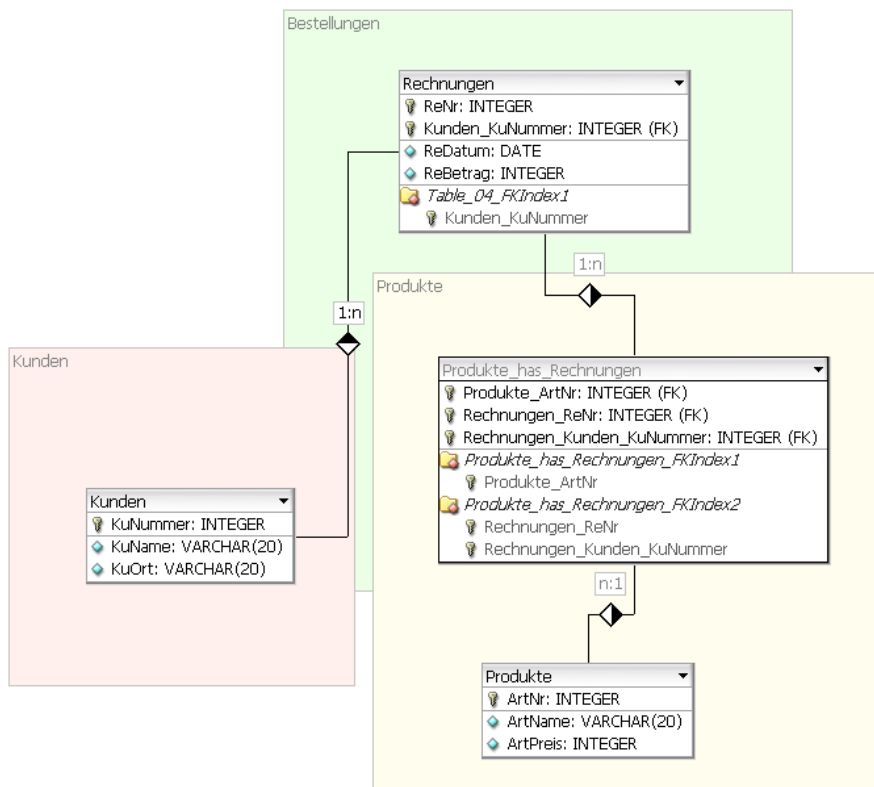 Bestellungen
Rechnungen
ReNr: INTEGER
Kunden_KuNummer: INTEGER (FK)
ReDatum: DATE
ReBetrag: INTEGER
Table_04_FKIndex1
Kunden_KuNummer
1:n
Produkte
1:n
Kunden
Produkte_has_Rechnungen
Produkte_ArtNr: INTEGER (FK)
Rechnungen_ReNr: INTEGER (FK)
Rechnungen_Kunden_KuNummer: INTEGER (FK)
Produkte_has_Rechnungen_FKIndex1
Produkte_ArtNr
Produkte_has_Rechnungen_FKIndex2
Rechnungen_ReNr
Rechnungen_Kunden_KuNummer
Kunden
KuNummer: INTEGER
KuName: VARCHAR(20)
KuOrt: VARCHAR(20)
n:1
Produkte
ArtNr: INTEGER
ArtName: VARCHAR(20)
ArtPreis: INTEGER